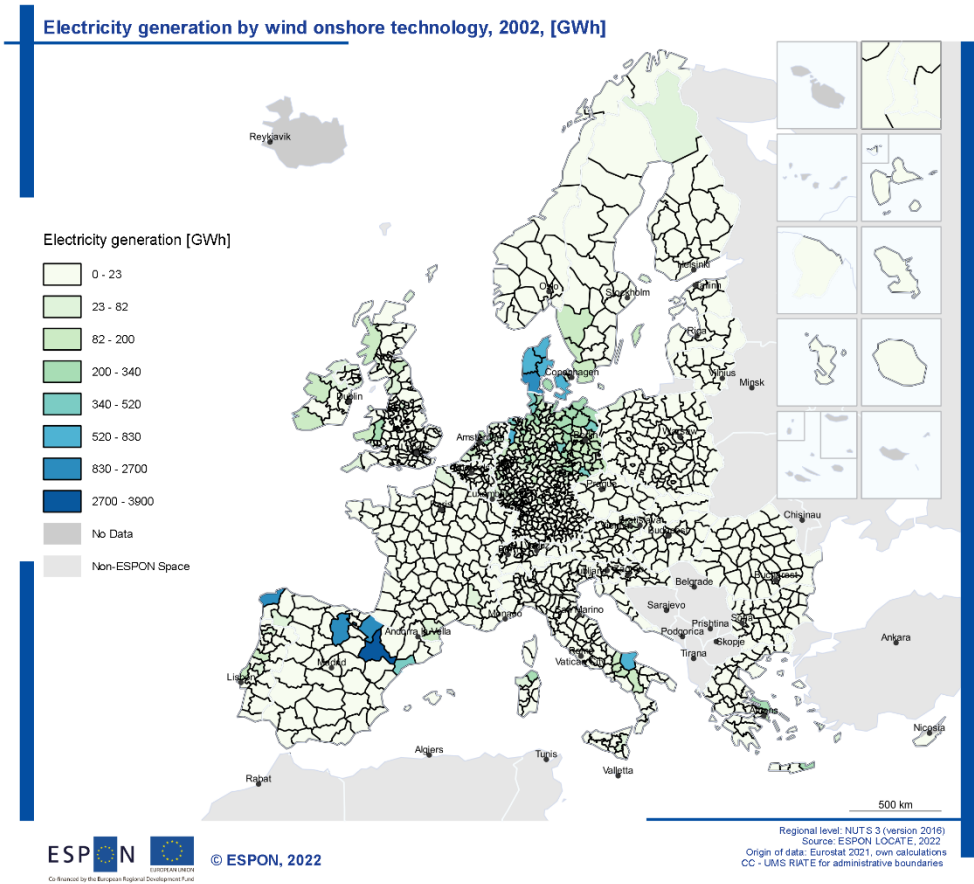 Electricity generation by wind onshore technology, 2002, [GWh]
Reykjavik
Electricity generation [GWh]
0 - 23
23 - 82
82 - 200
200 - 340
340 - 520
520 - 830
830 - 2700
2700 - 3900
No Data
Non-ESPON Space
Helsinki
Tallinn
Oslo
Stockholm
Riga
Copenhagen
Vilnius
Minsk
Dublin
Berlin
Warsaw
Amsterdam
Luxembourg
Prague
Paris
Bratislava
Budapest
Chisinau
Ljubljana
Zagreb
Bucharest
Belgrade
San Marino
Monaco
Sarajevo
Andorra la Vella
Prishtina
Sofia
Podgorica
Skopje
Rome
Vatican City
Tirana
Ankara
Madrid
Lisbon
Athens
Nicosia
Algiers
Tunis
Valletta
Rabat
500 km
Regional level: NUTS 3 (version 2016)
Source: ESPON LOCATE, 2022
Origin of data: Eurostat 2021, own calculations
CC - UMS RIATE for administrative boundaries
ESPON
EUROPEAN UNION
Co-financed by the European Regional Development Fund
© ESPON, 2022